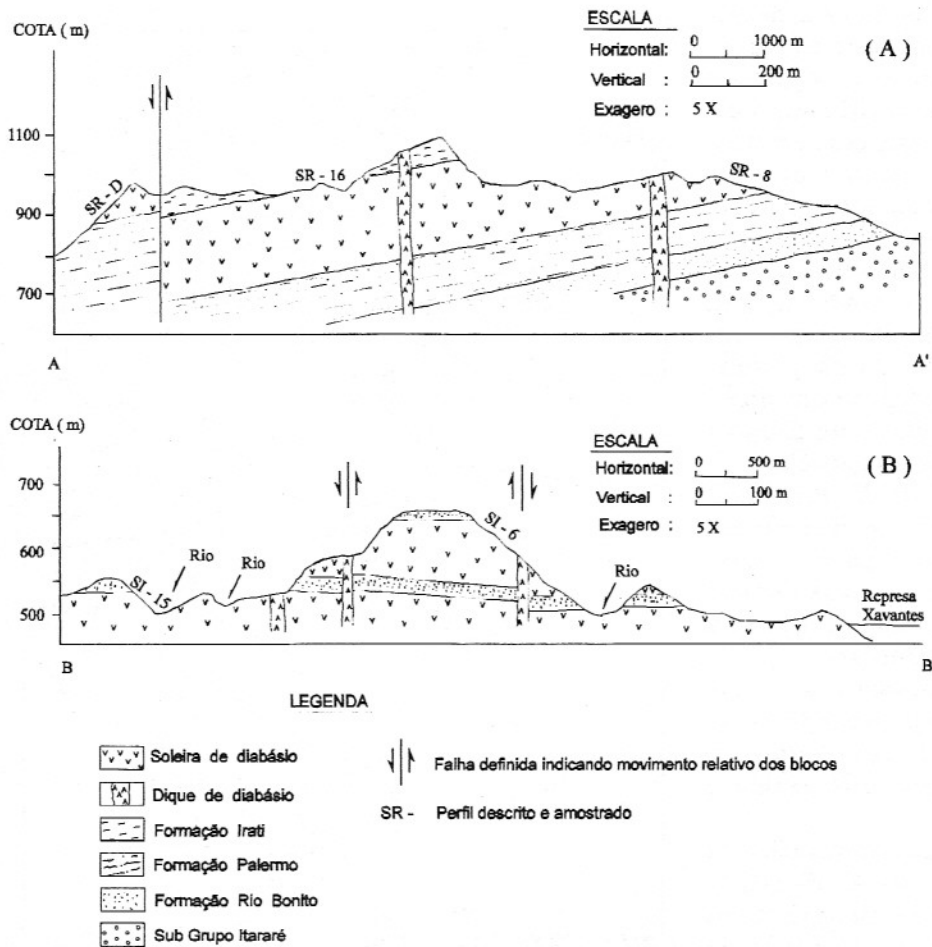 COTA ( m )
ESCALA
Horizontal: 0 1000 m
Vertical : 0 200 m
Exagero : 5 X
( A )
1100
900
700
SR - D
SR - 16
SR - 8
A
A'
COTA ( m )
ESCALA
Horizontal: 0 500 m
Vertical : 0 100 m
Exagero : 5 X
( B )
700
600
500
SI - 15
Rio
Rio
SI - 6
Rio
Represa
Xavantes
B
B
LEGENDA
Soleira de diabásio
Dique de diabásio
Formação Irati
Formação Palermo
Formação Rio Bonito
Sub Grupo Itararé
Falha definida indicando movimento relativo dos blocos
SR - Perfil descrito e amostrado